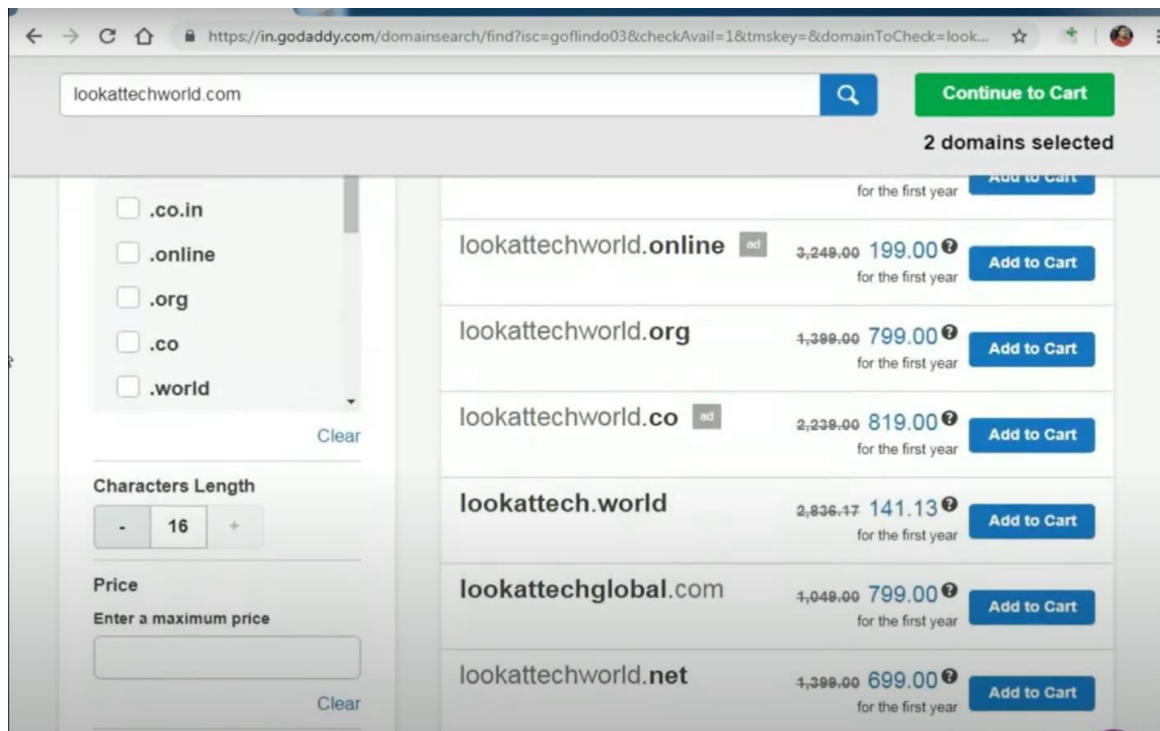 https://in.godaddy.com/domainsearch/find?isc=goflindo03&checkAvail=1&tmskey=&domainToCheck=look...
lookattechworld.com
Continue to Cart
2 domains selected
.co.in
.online
.org
.co
.world
Clear
Characters Length
- 16 +
Price
Enter a maximum price
Clear
Add to Cart
for the first year
lookattechworld.online ad 3,249.00 199.00 ?
for the first year
Add to Cart
lookattechworld.org 1,399.00 799.00 ?
for the first year
Add to Cart
lookattechworld.co ad 2,239.00 819.00 ?
for the first year
Add to Cart
lookattech.world 2,836.17 141.13 ?
for the first year
Add to Cart
lookattechglobal.com 1,049.00 799.00 ?
for the first year
Add to Cart
lookattechworld.net 1,399.00 699.00 ?
for the first year
Add to Cart